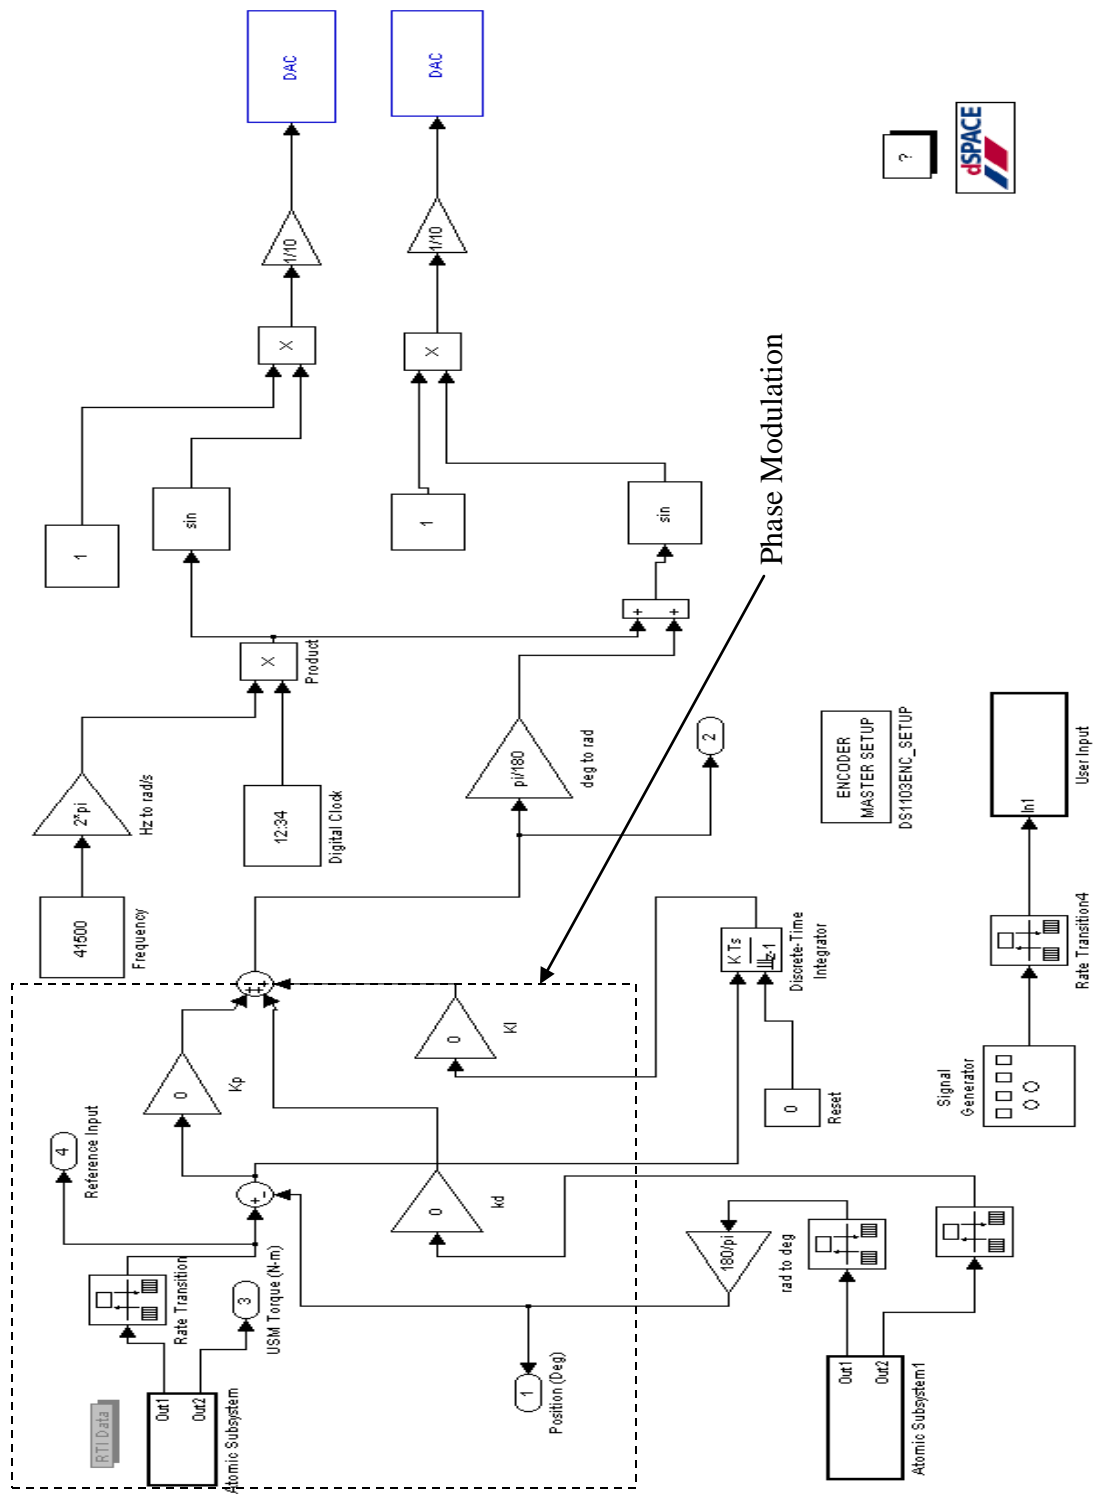 RTI Data
Out1
Out2
Atomic Subsystem
Rate Transition
4
Reference Input
3
USM Torque (N-m)
+
-
0
Kp
0
kd
0
KI
1
Position (Deg)
41500
Frequency
2*pi
Hz to rad/s
12:34
Digital Clock
X
Product
1
sin
X
1/10
DAC
1
sin
X
1/10
DAC
+
+
pi/180
deg to rad
2
Phase Modulation
K Ts
z-1
Discrete-Time
Integrator
0
Reset
180/pi
rad to deg
Out1
Out2
Atomic Subsystem1
Signal
Generator
Rate Transition4
In1
User Input
ENCODER
MASTER SETUP
DS1103ENC_SETUP
?
dSPACE